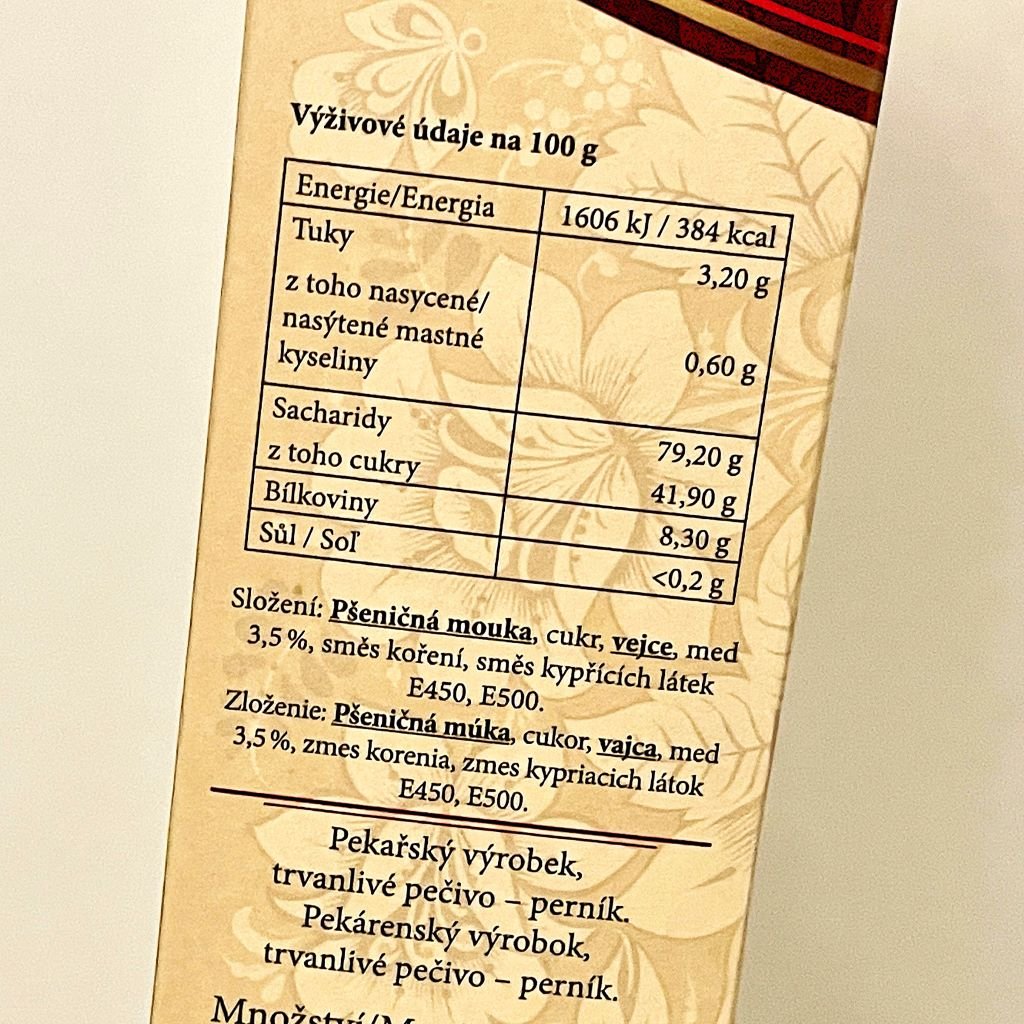 Výživové údaje na 100 g
Energie/Energia 1606 kJ / 384 kcal
Tuky 3,20 g
z toho nasycené/
nasýtené mastné
kyseliny 0,60 g
Sacharidy 79,20 g
z toho cukry 41,90 g
Bílkoviny 8,30 g
Sůl / Soľ <0,2 g
Složení: Pšeničná mouka, cukr, vejce, med
3,5 %, směs koření, směs kypřících látek
E450, E500.
Zloženie: Pšeničná múka, cukor, vajca, med
3,5 %, zmes korenia, zmes kypriacich látok
E450, E500.
Pekařský výrobek,
trvanlivé pečivo – perník.
Pekárenský výrobok,
trvanlivé pečivo – perník.